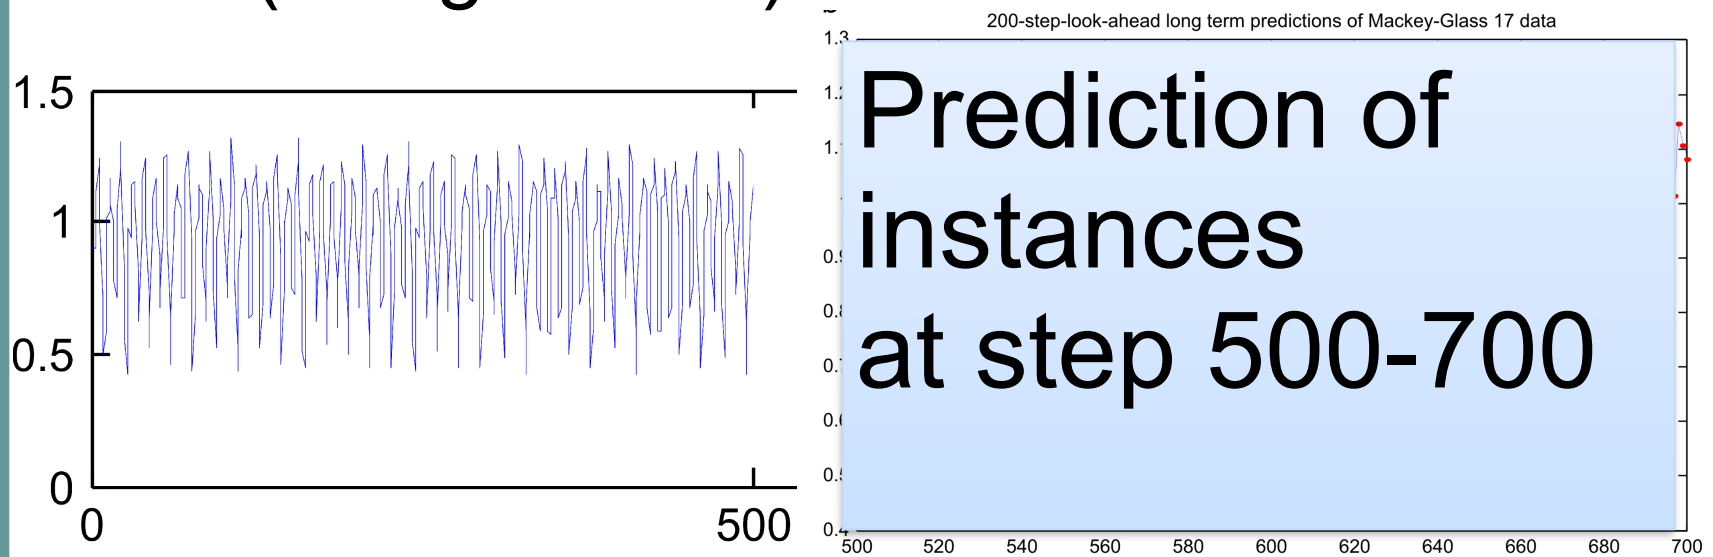 1.5
1
0.5
0
0
500
200-step-look-ahead long term predictions of Mackey-Glass 17 data
1.3
Prediction of
instances
at step 500-700
0.4
500 520 540 560 580 600 620 640 660 680 700